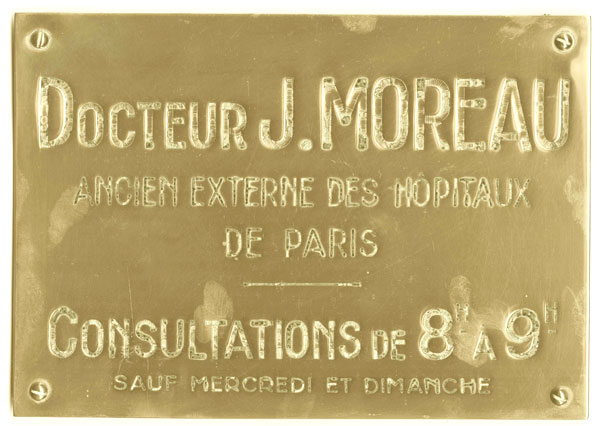 DOCTEUR J. MOREAU
ANCIEN EXTERNE DES HÔPITAUX
DE PARIS
CONSULTATIONS DE 8H A 9H
SAUF MERCREDI ET DIMANCHE